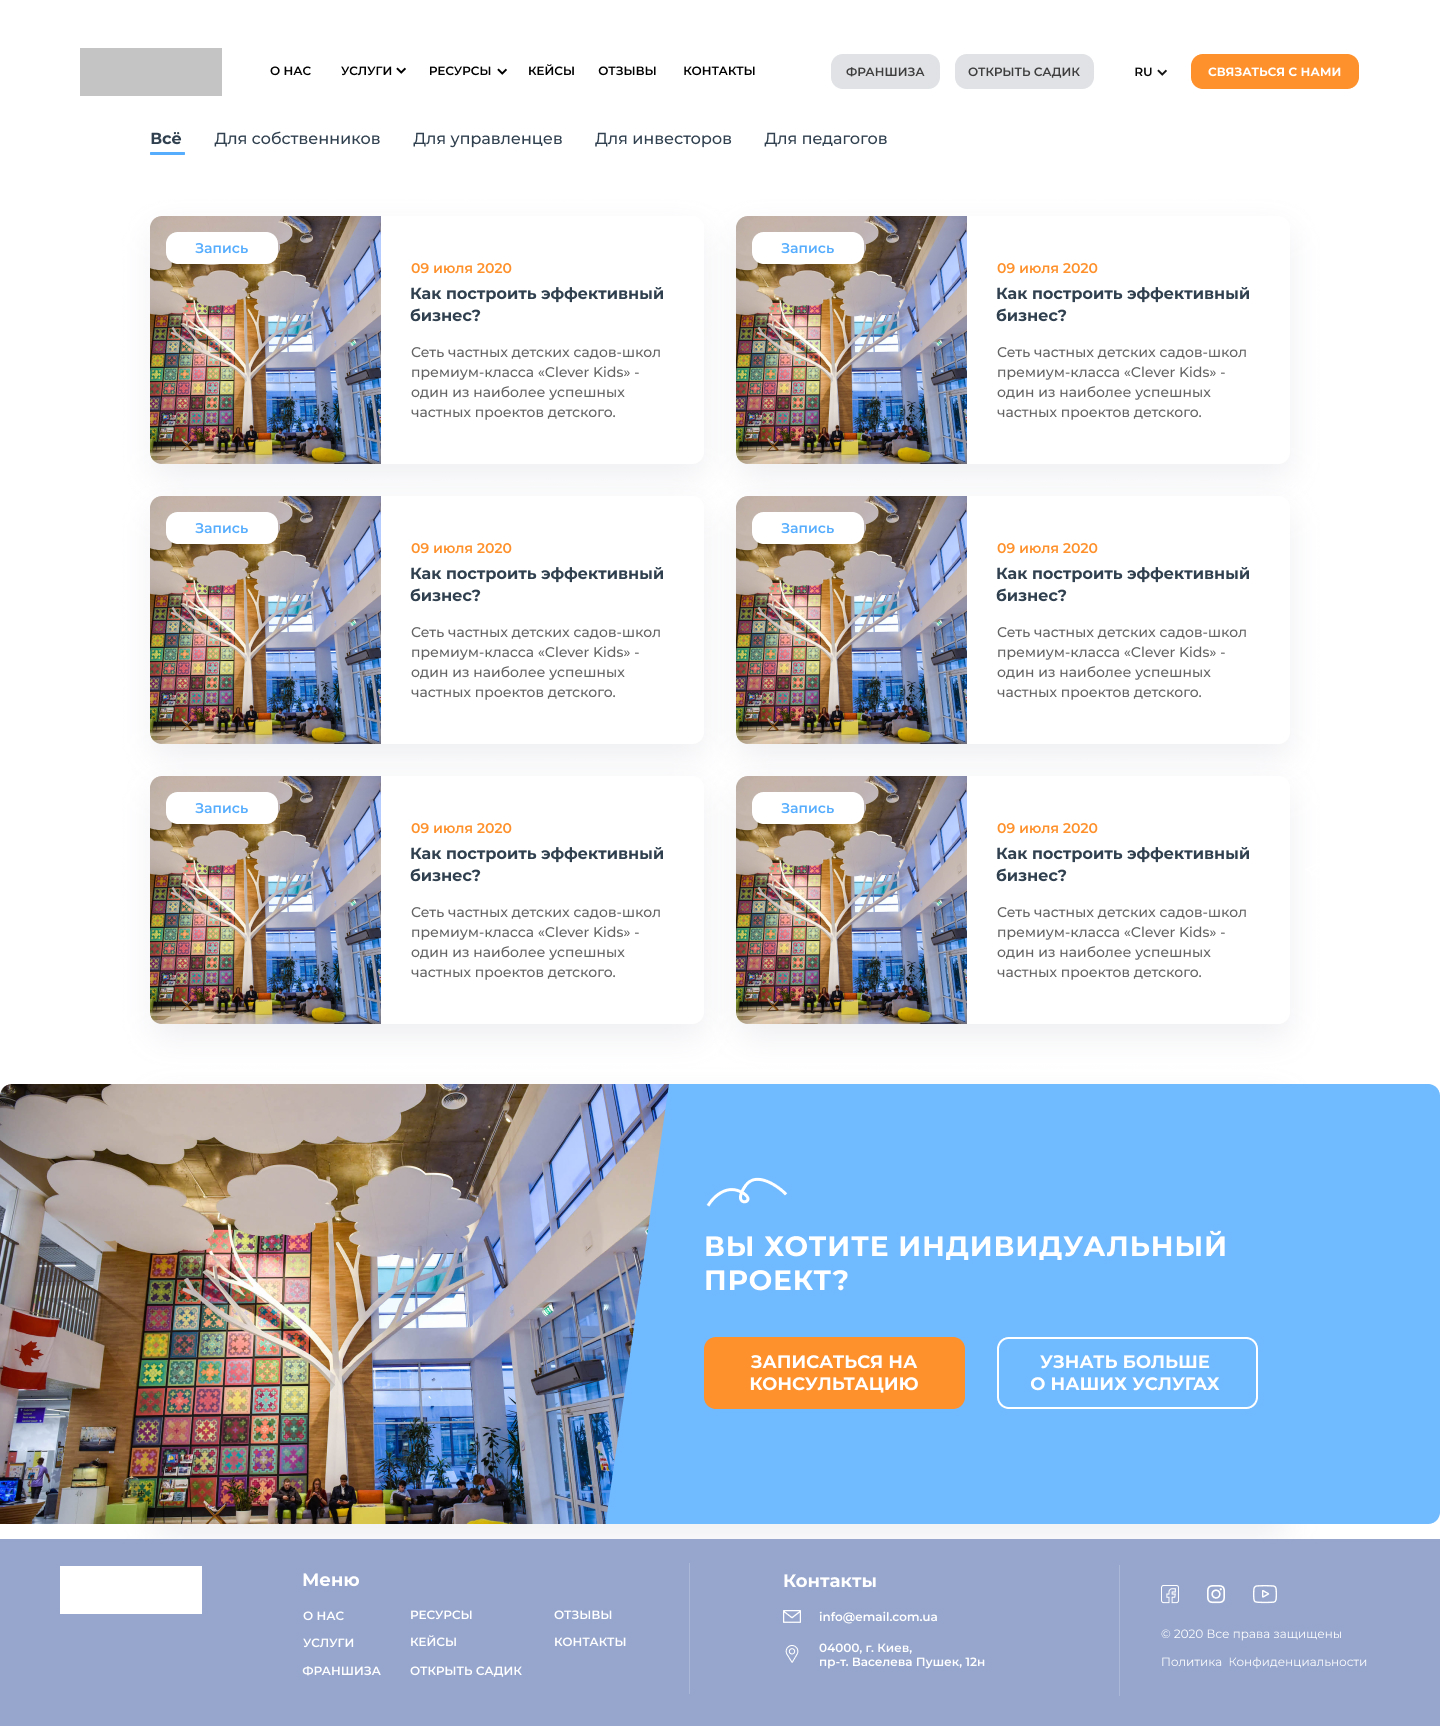 О НАС УСЛУГИ РЕСУРСЫ КЕЙСЫ ОТЗЫВЫ КОНТАКТЫ ФРАНШИЗА ОТКРЫТЬ САДИК RU СВЯЗАТЬСЯ С НАМИ
Всё Для собственников Для управленцев Для инвесторов Для педагогов
Запись
09 июля 2020
Как построить эффективный
бизнес?
Сеть частных детских садов-школ
премиум-класса «Clever Kids» -
один из наиболее успешных
частных проектов детского.
Запись
09 июля 2020
Как построить эффективный
бизнес?
Сеть частных детских садов-школ
премиум-класса «Clever Kids» -
один из наиболее успешных
частных проектов детского.
Запись
09 июля 2020
Как построить эффективный
бизнес?
Сеть частных детских садов-школ
премиум-класса «Clever Kids» -
один из наиболее успешных
частных проектов детского.
Запись
09 июля 2020
Как построить эффективный
бизнес?
Сеть частных детских садов-школ
премиум-класса «Clever Kids» -
один из наиболее успешных
частных проектов детского.
Запись
09 июля 2020
Как построить эффективный
бизнес?
Сеть частных детских садов-школ
премиум-класса «Clever Kids» -
один из наиболее успешных
частных проектов детского.
Запись
09 июля 2020
Как построить эффективный
бизнес?
Сеть частных детских садов-школ
премиум-класса «Clever Kids» -
один из наиболее успешных
частных проектов детского.
ВЫ ХОТИТЕ ИНДИВИДУАЛЬНЫЙ
ПРОЕКТ?
ЗАПИСАТЬСЯ НА
КОНСУЛЬТАЦИЮ
УЗНАТЬ БОЛЬШЕ
О НАШИХ УСЛУГАХ
Меню
О НАС РЕСУРСЫ ОТЗЫВЫ
УСЛУГИ КЕЙСЫ КОНТАКТЫ
ФРАНШИЗА ОТКРЫТЬ САДИК
Контакты
info@email.com.ua
04000, г. Киев,
пр-т. Васелева Пушек, 12н
© 2020 Все права защищены
Политика Конфиденциальности